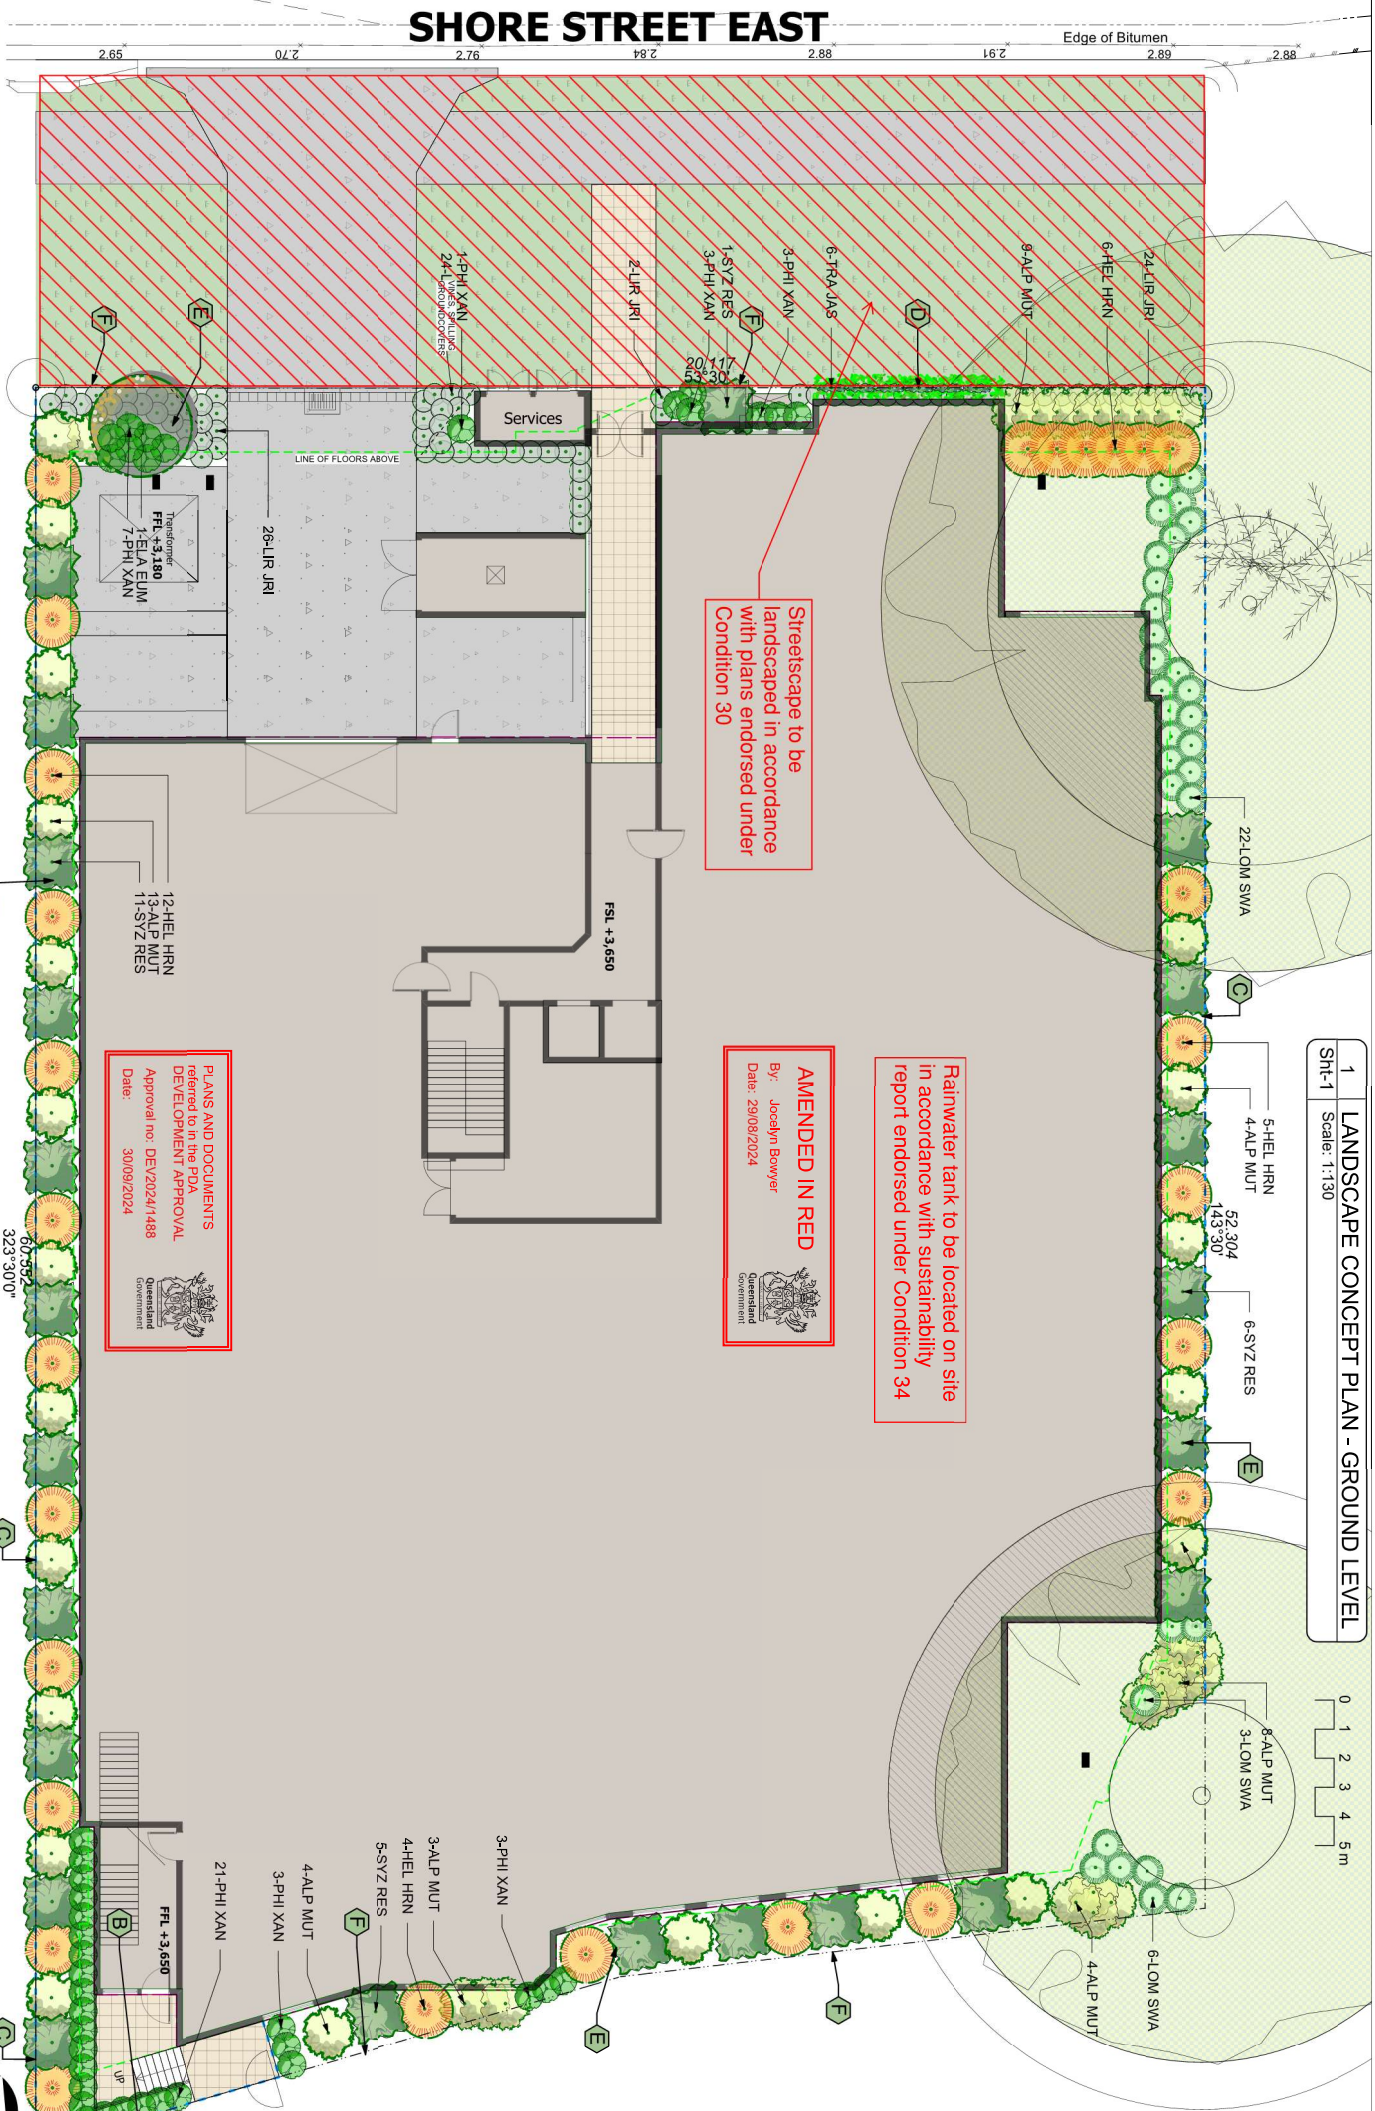 SHORE STREET EAST
Edge of Bitumen
2.65
2.70
2.76
2.84
2.88
2.91
2.89
2.88
1
Sht-1
LANDSCAPE CONCEPT PLAN - GROUND LEVEL
Scale: 1:130
0 1 2 3 4 5 m
24-LIR JRI
6-HEL HRN
9-ALP MUT
D
6-TRA JAS
3-PHI XAN
F
1-SYZ RES
3-PHI XAN
20.117
53°30'
2-LIR JRI
1-PHI XAN
VINES, SPILLING
GROUNDCOVERS
E
F
Services
LINE OF FLOORS ABOVE
26-LIR JRI
Transformer
FFL +3,180
1-ELA EUM
7-PHI XAN
Streetscape to be
landscaped in accordance
with plans endorsed under
Condition 30
22-LOM SWA
C
5-HEL HRN
4-ALP MUT
52.304
143°30'
6-SYZ RES
E
FSL +3,650
12-HEL HRN
13-ALP MUT
11-SYZ RES
Rainwater tank to be located on site
in accordance with sustainability
report endorsed under Condition 34
AMENDED IN RED
By: Jocelyn Bowyer
Date: 29/08/2024
Queensland
Government
PLANS AND DOCUMENTS
referred to in the PDA
DEVELOPMENT APPROVAL
Approval no: DEV2024/1488
Date: 30/09/2024
Queensland
Government
60.552
323°30'0"
C
8-ALP MUT
3-LOM SWA
6-LOM SWA
4-ALP MUT
F
E
3-PHI XAN
3-ALP MUT
4-HEL HRN
5-SYZ RES
F
4-ALP MUT
3-PHI XAN
21-PHI XAN
FFL +3,650
B
UP
C